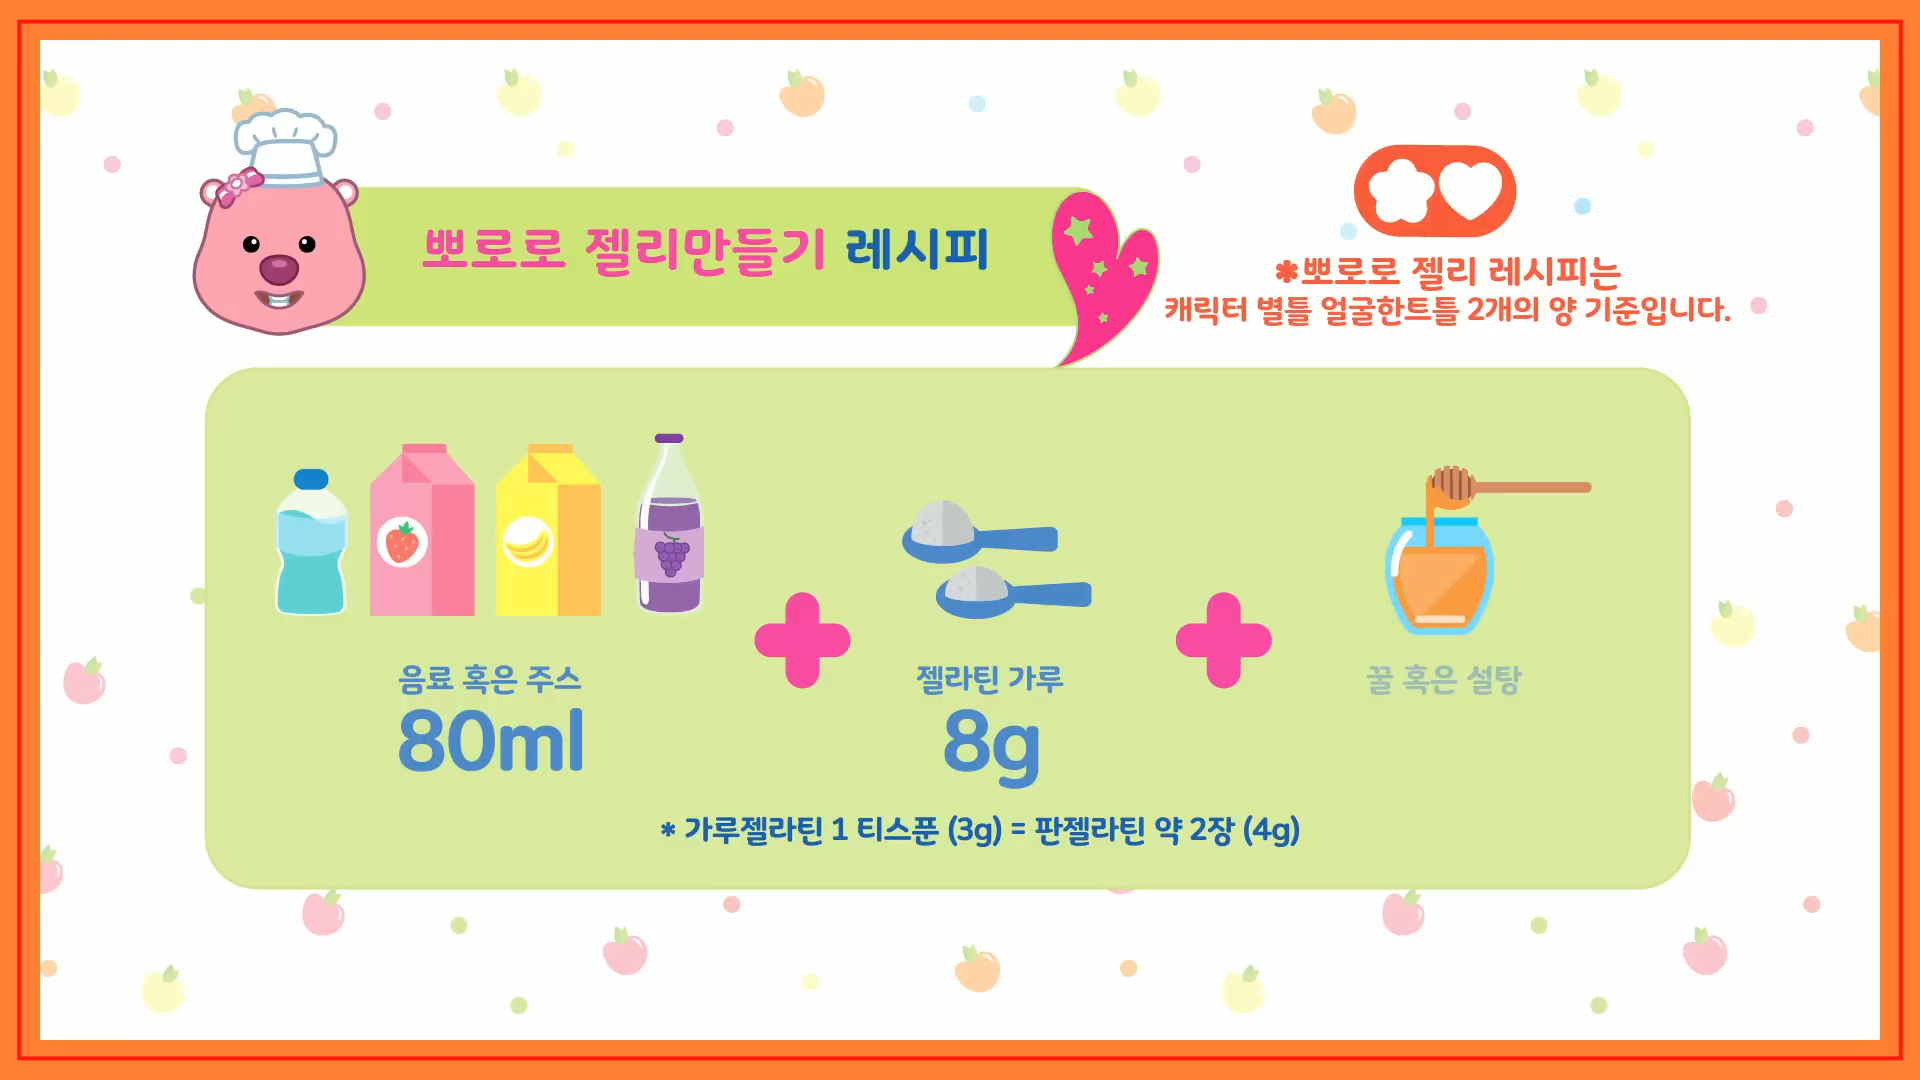 뽀로로 젤리만들기 레시피
*뽀로로 젤리 레시피는
캐릭터 별틀 얼굴한트틀 2개의 양 기준입니다.
음료 혹은 주스
80ml
젤라틴 가루
8g
꿀 혹은 설탕
* 가루젤라틴 1 티스푼 (3g) = 판젤라틴 약 2장 (4g)